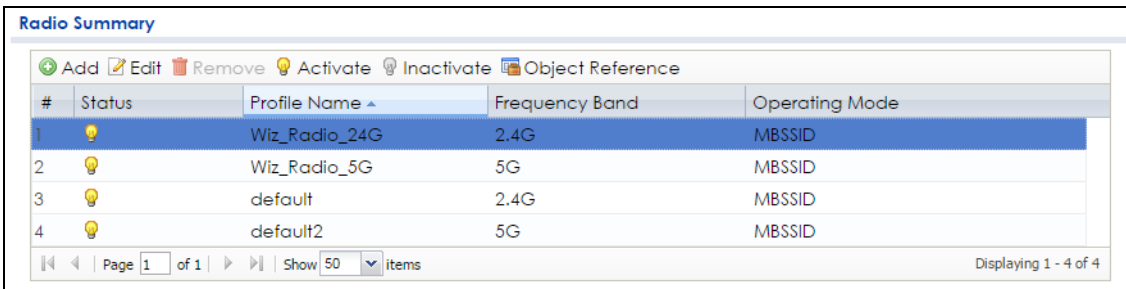 Radio Summary
Add Edit Remove Activate Inactivate Object Reference
# Status Profile Name Frequency Band Operating Mode
1 Wiz_Radio_24G 2.4G MBSSID
2 Wiz_Radio_5G 5G MBSSID
3 default 2.4G MBSSID
4 default2 5G MBSSID
Page 1 of 1 Show 50 items Displaying 1 - 4 of 4